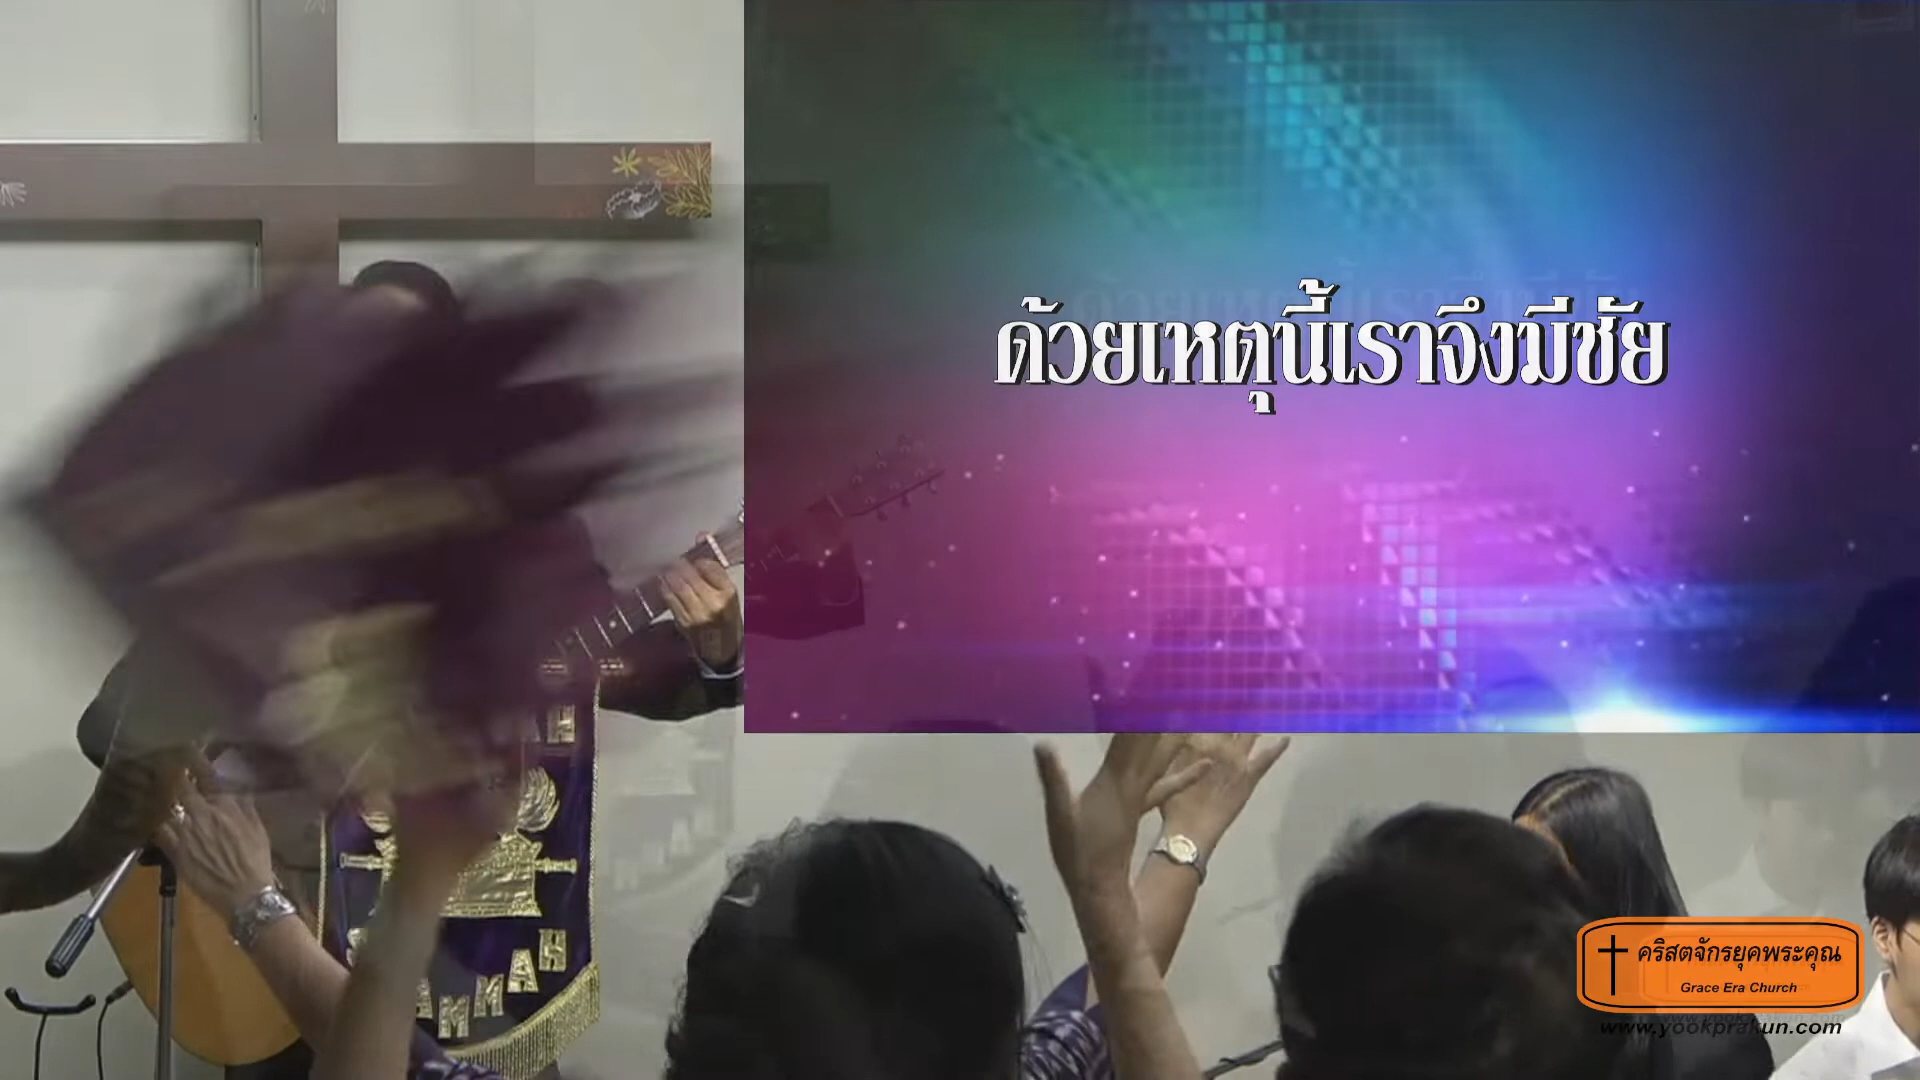 ด้วยเหตุนี้เราจึงมีชัย
AMMAH
คริสตจักรยุคพระคุณ
Grace Era Church
www.yookprakun.com